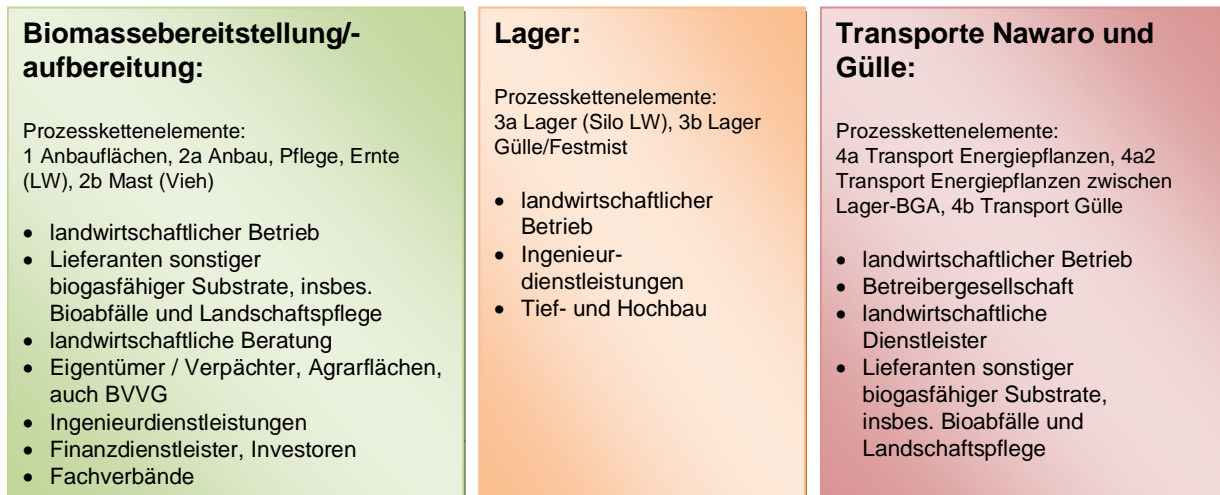 Biomassebereitstellung/-
aufbereitung:
Prozesskettenelemente:
1 Anbauflächen, 2a Anbau, Pflege, Ernte
(LW), 2b Mast (Vieh)
• landwirtschaftlicher Betrieb
• Lieferanten sonstiger
biogasfähiger Substrate, insbes.
Bioabfälle und Landschaftspflege
• landwirtschaftliche Beratung
• Eigentümer / Verpächter, Agrarflächen,
auch BVVG
• Ingenieurdienstleistungen
• Finanzdienstleister, Investoren
• Fachverbände
Lager:
Prozesskettenelemente:
3a Lager (Silo LW), 3b Lager
Gülle/Festmist
• landwirtschaftlicher
Betrieb
• Ingenieur-
dienstleistungen
• Tief- und Hochbau
Transporte Nawaro und
Gülle:
Prozesskettenelemente:
4a Transport Energiepflanzen, 4a2
Transport Energiepflanzen zwischen
Lager-BGA, 4b Transport Gülle
• landwirtschaftlicher Betrieb
• Betreibergesellschaft
• landwirtschaftliche
Dienstleister
• Lieferanten sonstiger
biogasfähiger Substrate,
insbes. Bioabfälle und
Landschaftspflege